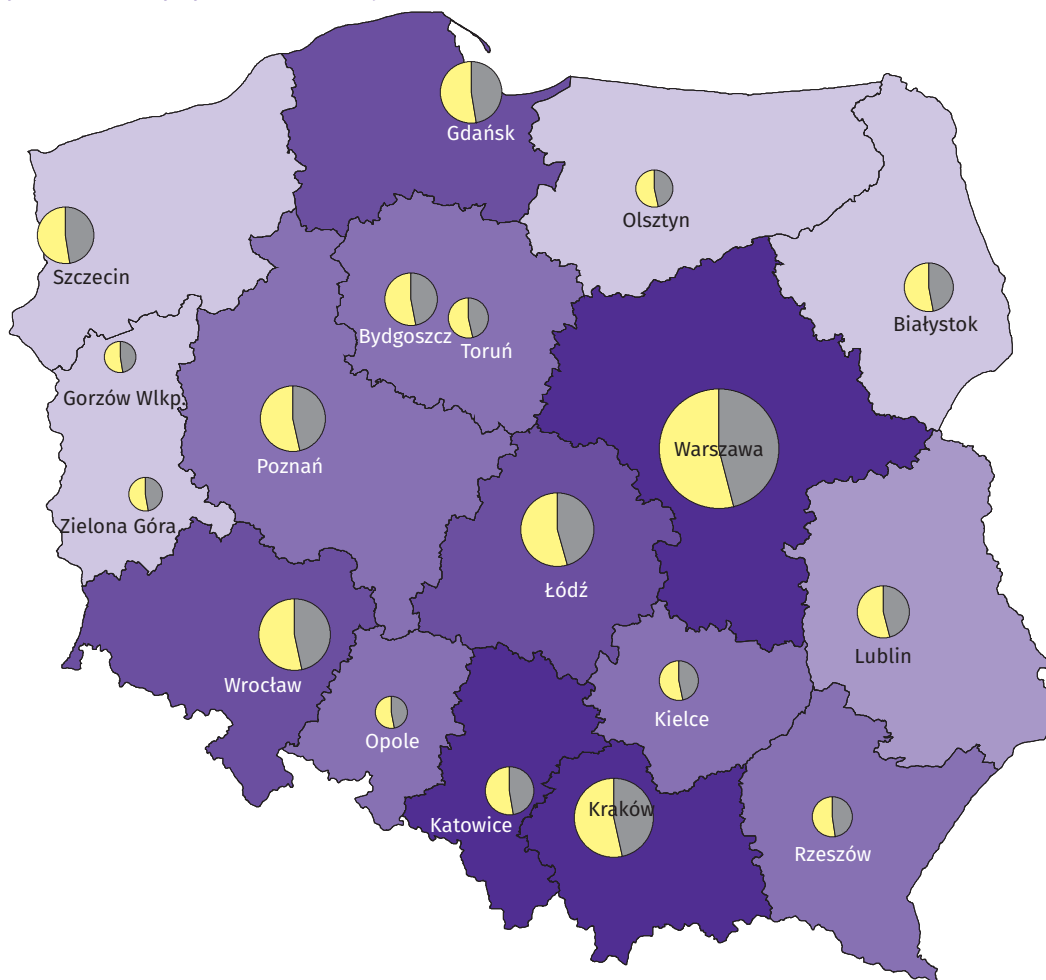 Gdańsk
Olsztyn
Szczecin
Białystok
Bydgoszcz
Toruń
Gorzów Wlkp.
Warszawa
Poznań
Zielona Góra
Łódź
Lublin
Wrocław
Kielce
Opole
Kraków
Katowice
Rzeszów